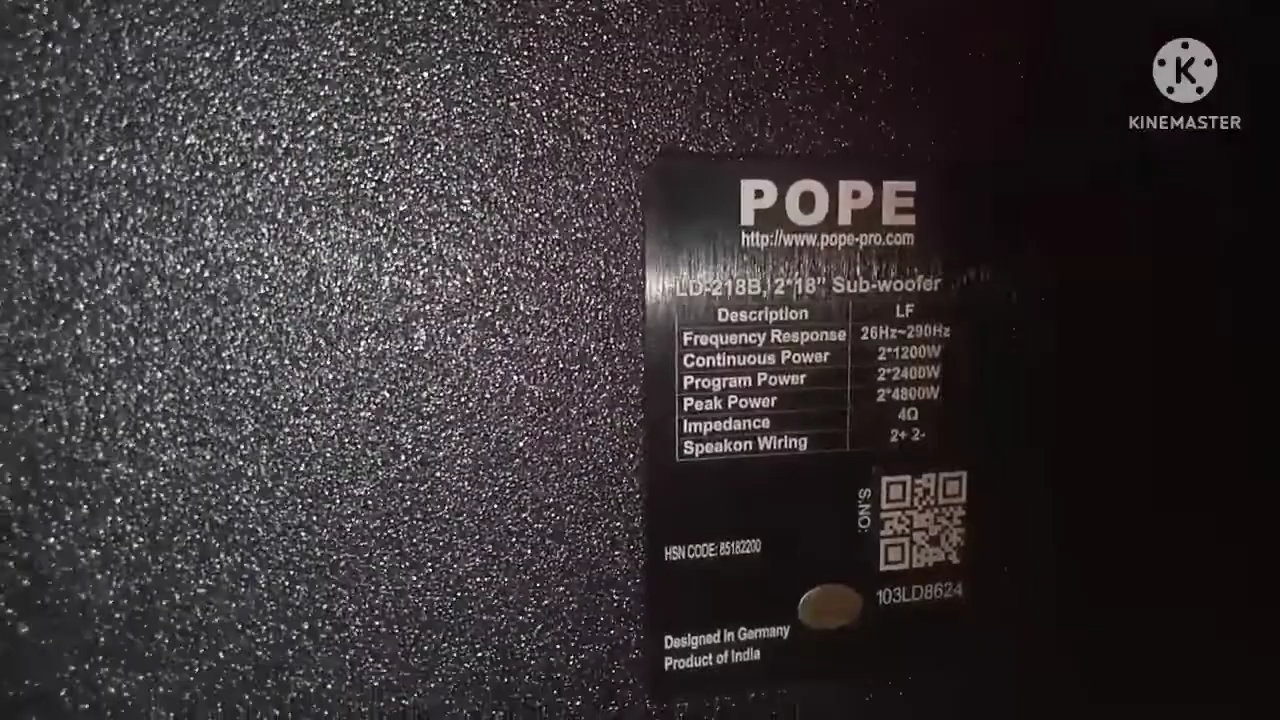 KINEMASTER
POPE
http://www.pope-pro.com
LD-218B, 2*18" Sub-woofer
Description LF
Frequency Response 26Hz~290Hz
Continuous Power 2*1200W
Program Power 2*2400W
Peak Power 2*4800W
Impedance 4Ω
Speakon Wiring 2+ 2-
S.NO:
HSN CODE: 85182200
103LD8624
Designed in Germany
Product of India